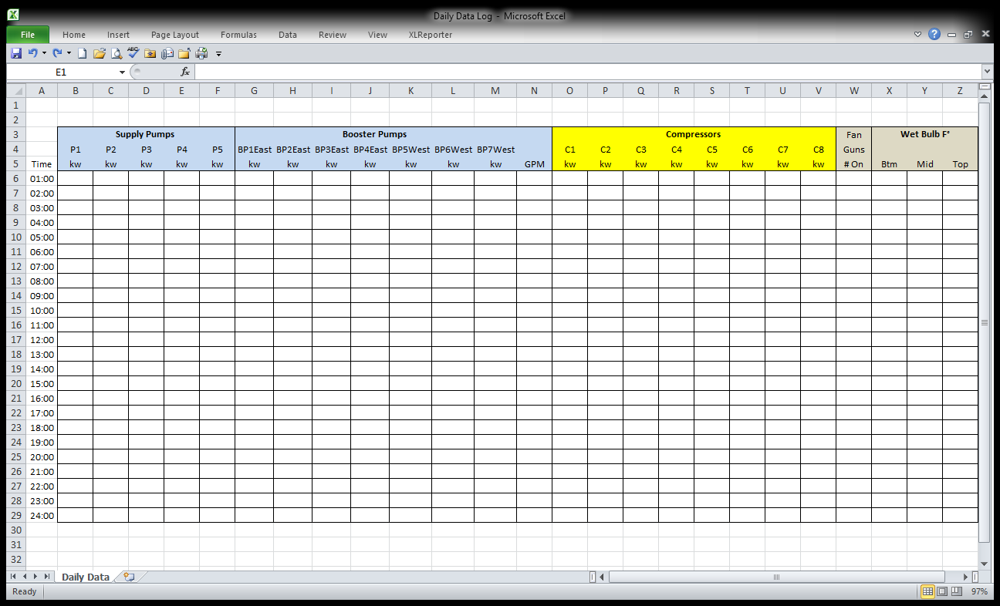 Daily Data Log - Microsoft Excel
File Home Insert Page Layout Formulas Data Review View XLReporter
ABC
E1 fx
A B C D E F G H I J K L M N O P Q R S T U V W X Y Z
1
2
3 Supply Pumps Booster Pumps Compressors Fan Wet Bulb F°
4 P1 P2 P3 P4 P5 BP1East BP2East BP3East BP4East BP5West BP6West BP7West C1 C2 C3 C4 C5 C6 C7 C8 Guns
5 Time kw kw kw kw kw kw kw kw kw kw kw kw GPM kw kw kw kw kw kw kw kw # On Btm Mid Top
6 01:00
7 02:00
8 03:00
9 04:00
10 05:00
11 06:00
12 07:00
13 08:00
14 09:00
15 10:00
16 11:00
17 12:00
18 13:00
19 14:00
20 15:00
21 16:00
22 17:00
23 18:00
24 19:00
25 20:00
26 21:00
27 22:00
28 23:00
29 24:00
30
31
32
Daily Data
Ready 97%